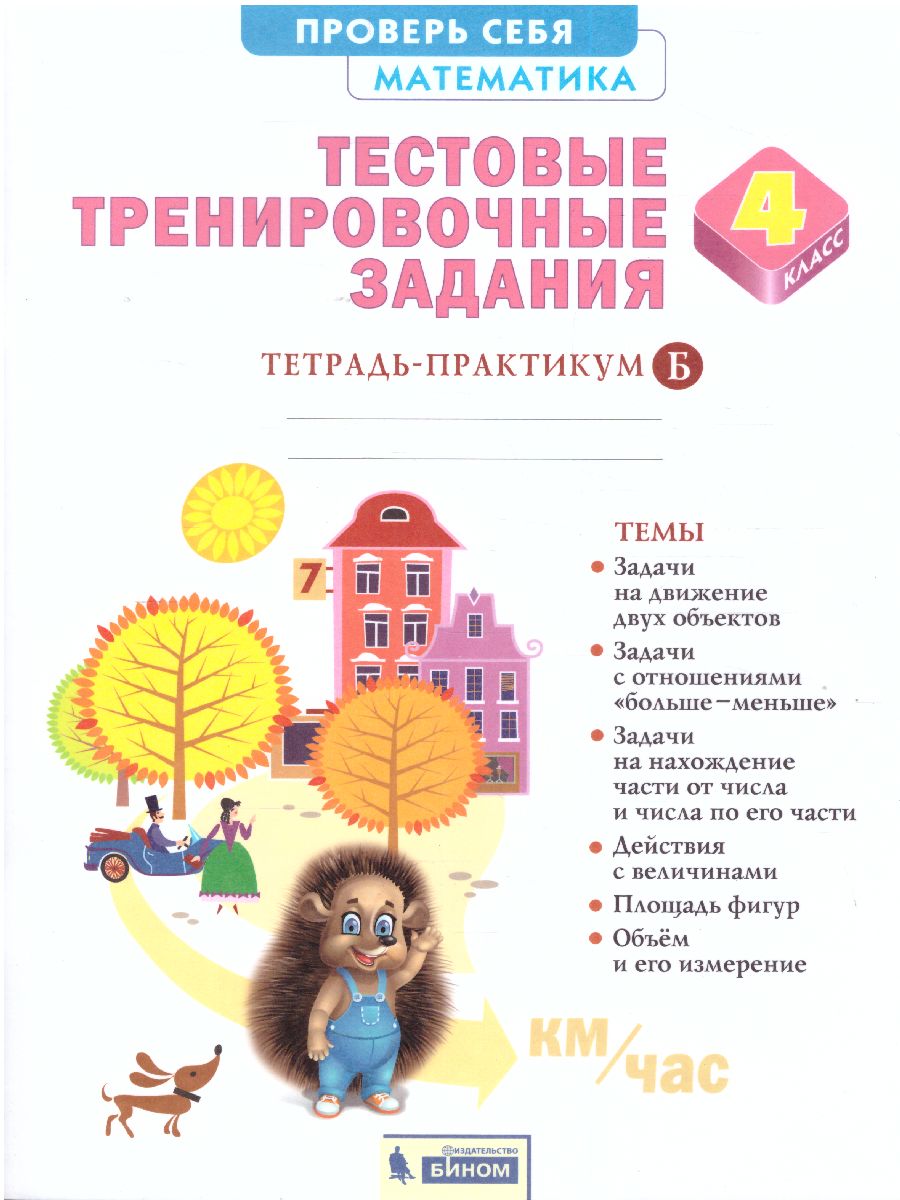 ПРОВЕРЬ СЕБЯ
МАТЕМАТИКА
ТЕСТОВЫЕ
ТРЕНИРОВОЧНЫЕ
ЗАДАНИЯ
4
КЛАСС
ТЕТРАДЬ-ПРАКТИКУМ Б
7
ТЕМЫ
• Задачи
на движение
двух объектов
• Задачи
с отношениями
«больше–меньше»
• Задачи
на нахождение
части от числа
и числа по его части
• Действия
с величинами
• Площадь фигур
• Объём
и его измерение
км/час
ИЗДАТЕЛЬСТВО
БИНОМ